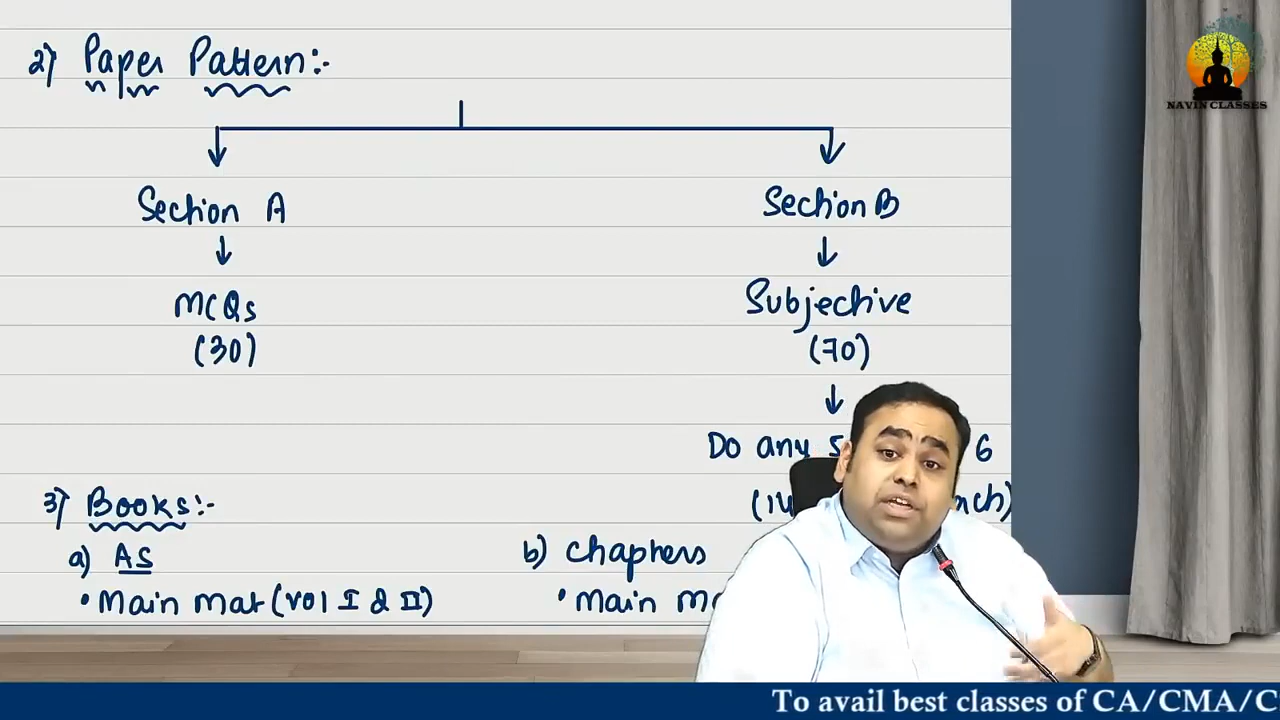 2) Paper Pattern:-
NAVIN CLASSES
Section A
Section B
MCQs
Subjective
(30)
(70)
Do any 5 6
3) Books:-
a) AS
b) Chapters
• Main mat (Vol I & II)
• Main
To avail best classes of CA/CMA/C